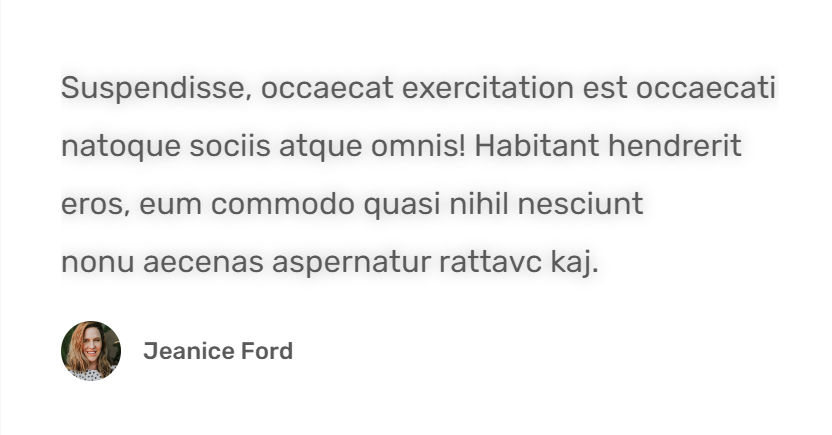 Suspendisse, occaecat exercitation est occaecati
natoque sociis atque omnis! Habitant hendrerit
eros, eum commodo quasi nihil nesciunt
nonu aecenas aspernatur rattavc kaj.
Jeanice Ford